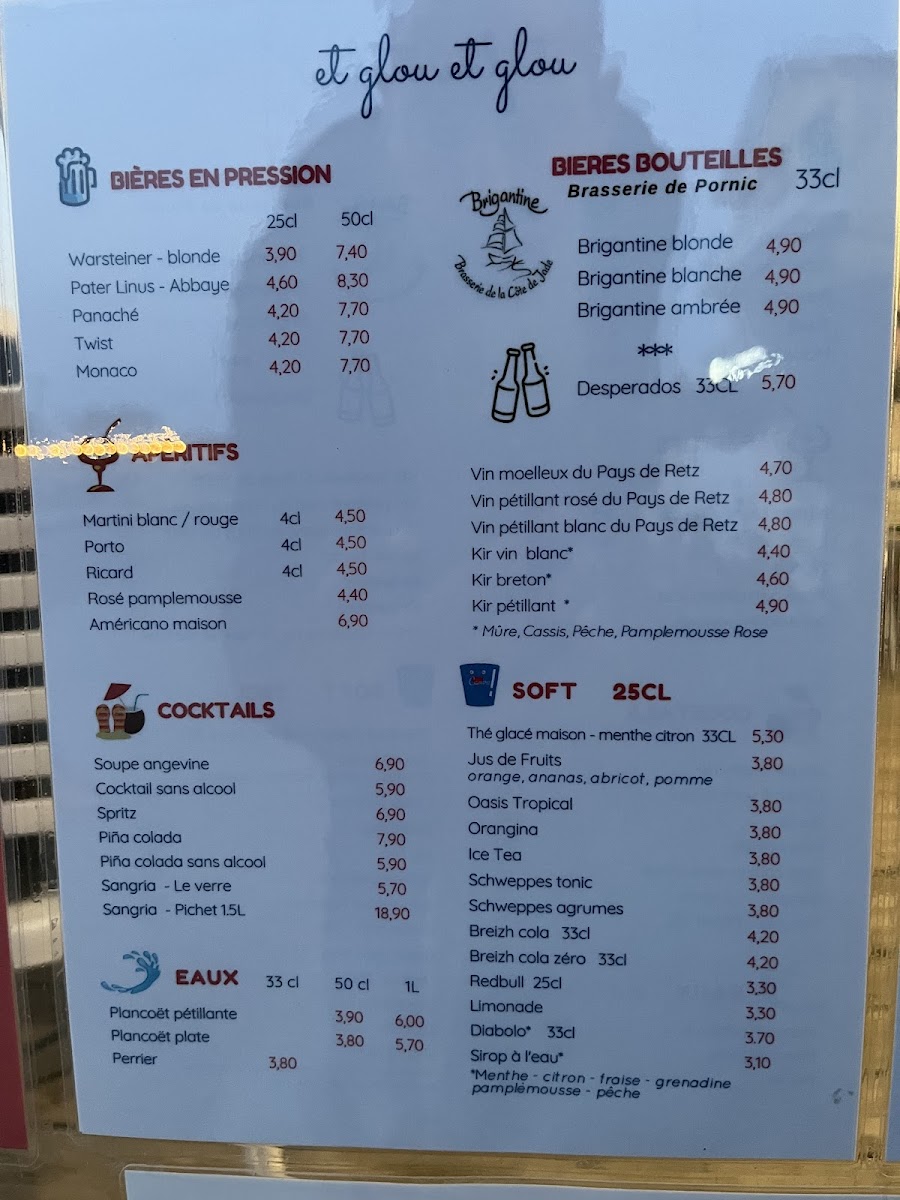 et glou et glou
BIÈRES EN PRESSION
25cl 50cl
Warsteiner - blonde 3,90 7,40
Pater Linus - Abbaye 4,60 8,30
Panaché 4,20 7,70
Twist 4,20 7,70
Monaco 4,20 7,70
BIERES BOUTEILLES
Brasserie de Pornic 33cl
Brigantine
Brasserie de la Côte de Jade
Brigantine blonde 4,90
Brigantine blanche 4,90
Brigantine ambrée 4,90
***
Desperados 33CL 5,70
APERITIFS
Martini blanc / rouge 4cl 4,50
Porto 4cl 4,50
Ricard 4cl 4,50
Rosé pamplemousse 4,40
Américano maison 6,90
Vin moelleux du Pays de Retz 4,70
Vin pétillant rosé du Pays de Retz 4,80
Vin pétillant blanc du Pays de Retz 4,80
Kir vin blanc* 4,40
Kir breton* 4,60
Kir pétillant * 4,90
* Mûre, Cassis, Pêche, Pamplemousse Rose
COCKTAILS
Soupe angevine 6,90
Cocktail sans alcool 5,90
Spritz 6,90
Piña colada 7,90
Piña colada sans alcool 5,90
Sangria - Le verre 5,70
Sangria - Pichet 1.5L 18,90
EAUX 33 cl 50 cl 1L
Plancoët pétillante 3,90 6,00
Plancoët plate 3,80 5,70
Perrier 3,80
SOFT 25CL
Thé glacé maison - menthe citron 33CL 5,30
Jus de Fruits 3,80
orange, ananas, abricot, pomme
Oasis Tropical 3,80
Orangina 3,80
Ice Tea 3,80
Schweppes tonic 3,80
Schweppes agrumes 3,80
Breizh cola 33cl 4,20
Breizh cola zéro 33cl 4,20
Redbull 25cl 3,30
Limonade 3,30
Diabolo* 33cl 3.70
Sirop à l'eau* 3,10
*Menthe - citron - fraise - grenadine
pamplémousse - pêche